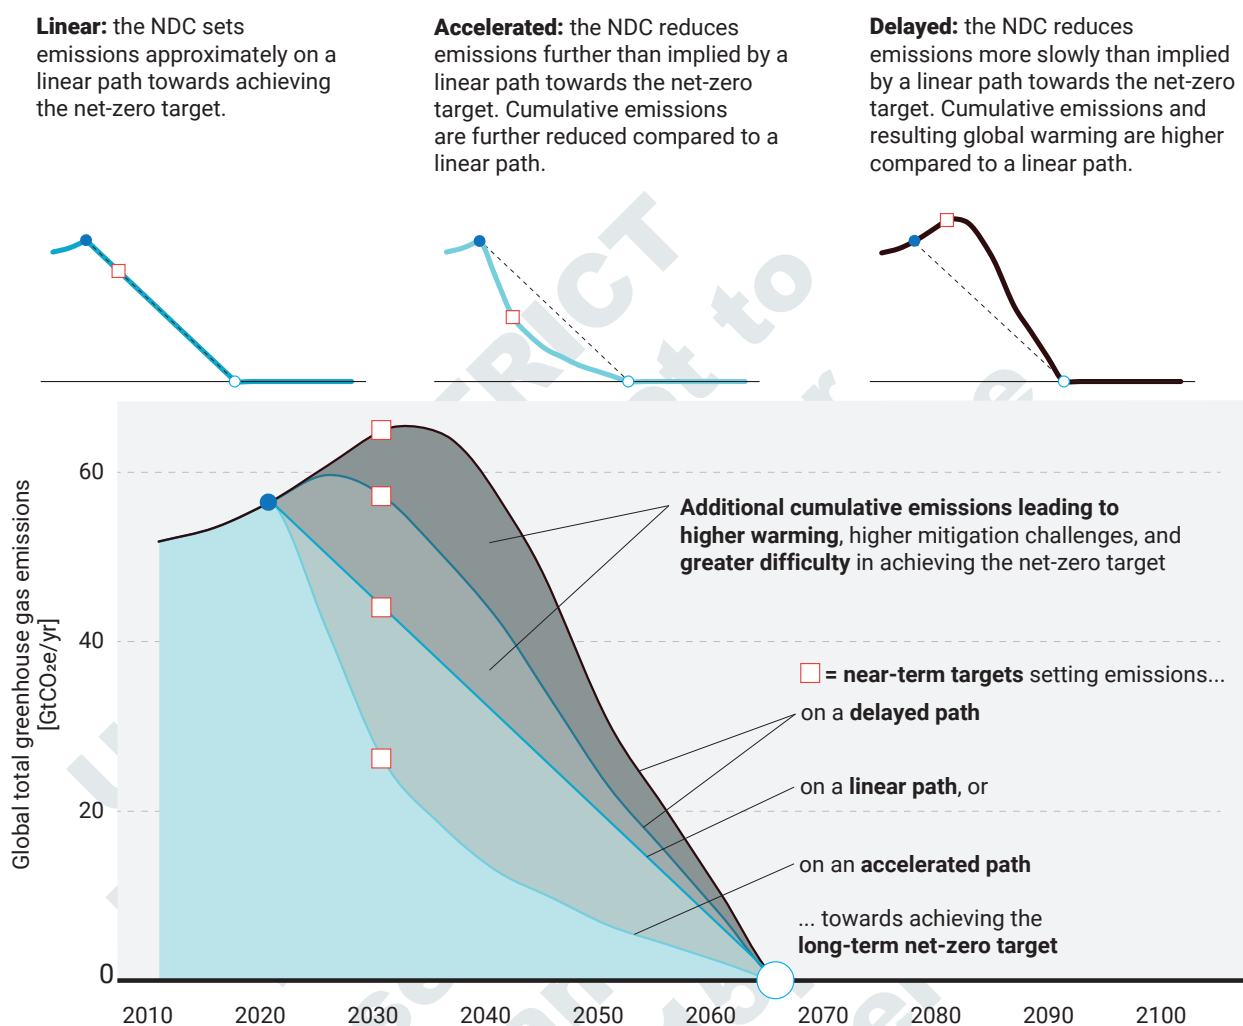 Linear: the NDC sets
emissions approximately on a
linear path towards achieving
the net-zero target.
Accelerated: the NDC reduces
emissions further than implied by a
linear path towards the net-zero
target. Cumulative emissions
are further reduced compared to a
linear path.
Delayed: the NDC reduces
emissions more slowly than implied
by a linear path towards the net-zero
target. Cumulative emissions and
resulting global warming are higher
compared to a linear path.
Global total greenhouse gas emissions
[GtCO₂e/yr]
60
40
20
0
Additional cumulative emissions leading to
higher warming, higher mitigation challenges, and
greater difficulty in achieving the net-zero target
= near-term targets setting emissions...
on a delayed path
on a linear path, or
on an accelerated path
... towards achieving the
long-term net-zero target
2010 2020 2030 2040 2050 2060 2070 2080 2090 2100